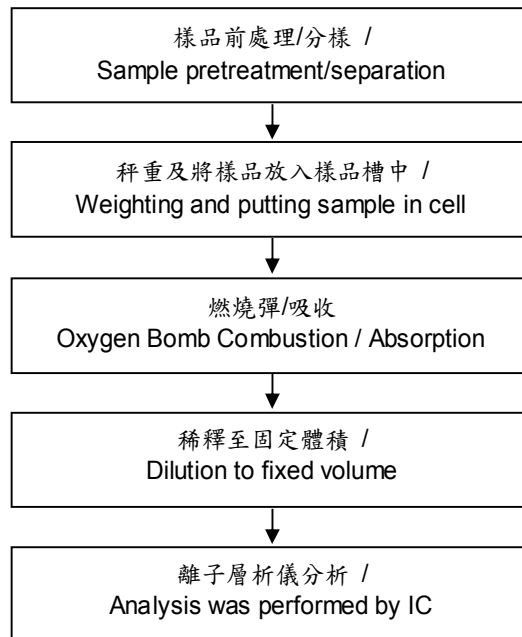 樣品前處理/分樣 /
Sample pretreatment/separation
秤重及將樣品放入樣品槽中 /
Weighting and putting sample in cell
燃燒彈/吸收
Oxygen Bomb Combustion / Absorption
稀釋至固定體積 /
Dilution to fixed volume
離子層析儀分析 /
Analysis was performed by IC